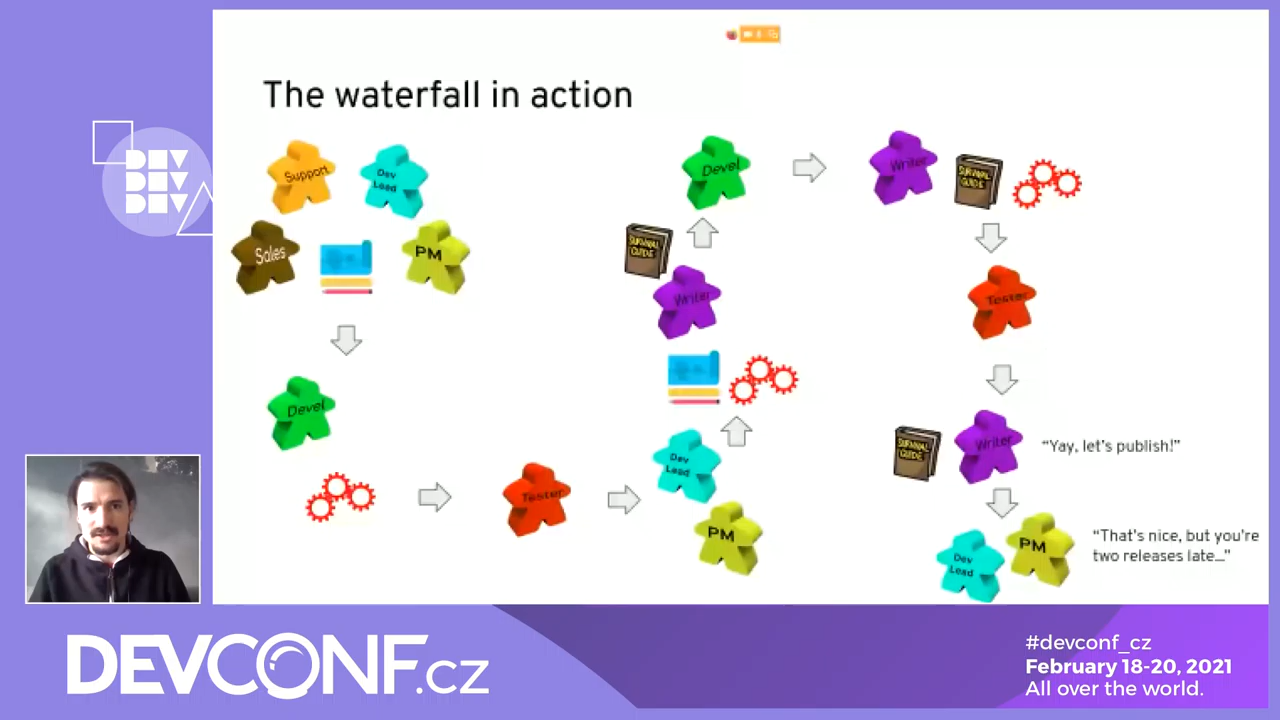 The waterfall in action
Support
Dev
Lead
Sales
PM
Devel
Tester
Dev
Lead
PM
SURVIVAL
GUIDE
Writer
Devel
Writer
SURVIVAL
GUIDE
Tester
SURVIVAL
GUIDE
Writer
“Yay, let's publish!”
Dev
Lead
PM
“That's nice, but you're
two releases late...”
DEV
DEV
DEV
DEVCONF.cz
#devconf_cz
February 18-20, 2021
All over the world.